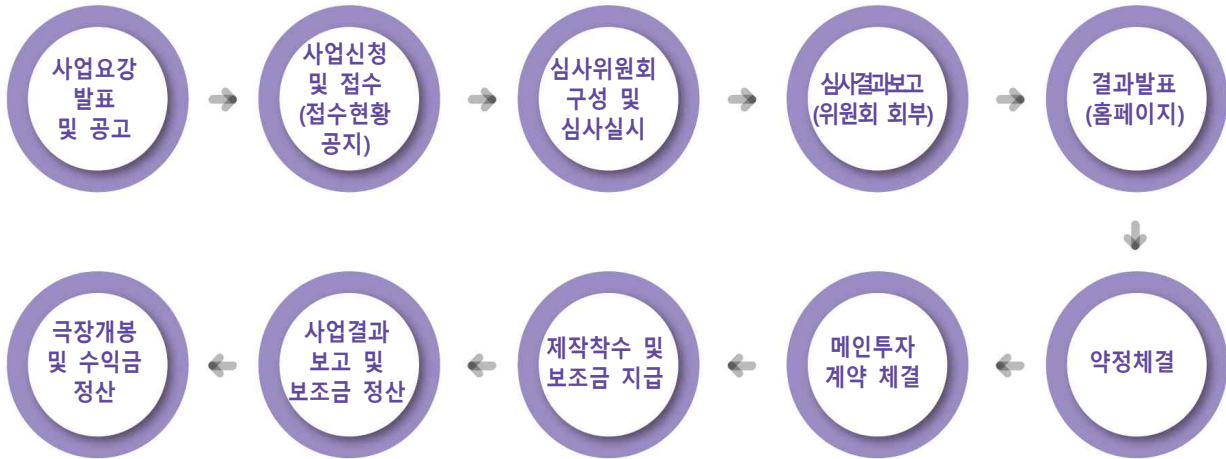 사업요강
발표
및 공고
사업신청
및 접수
(접수현황
공지)
심사위원회
구성 및
심사실시
심사결과보고
(위원회 회부)
결과발표
(홈페이지)
약정체결
메인투자
계약 체결
제작착수 및
보조금 지급
사업결과
보고 및
보조금 정산
극장개봉
및 수익금
정산